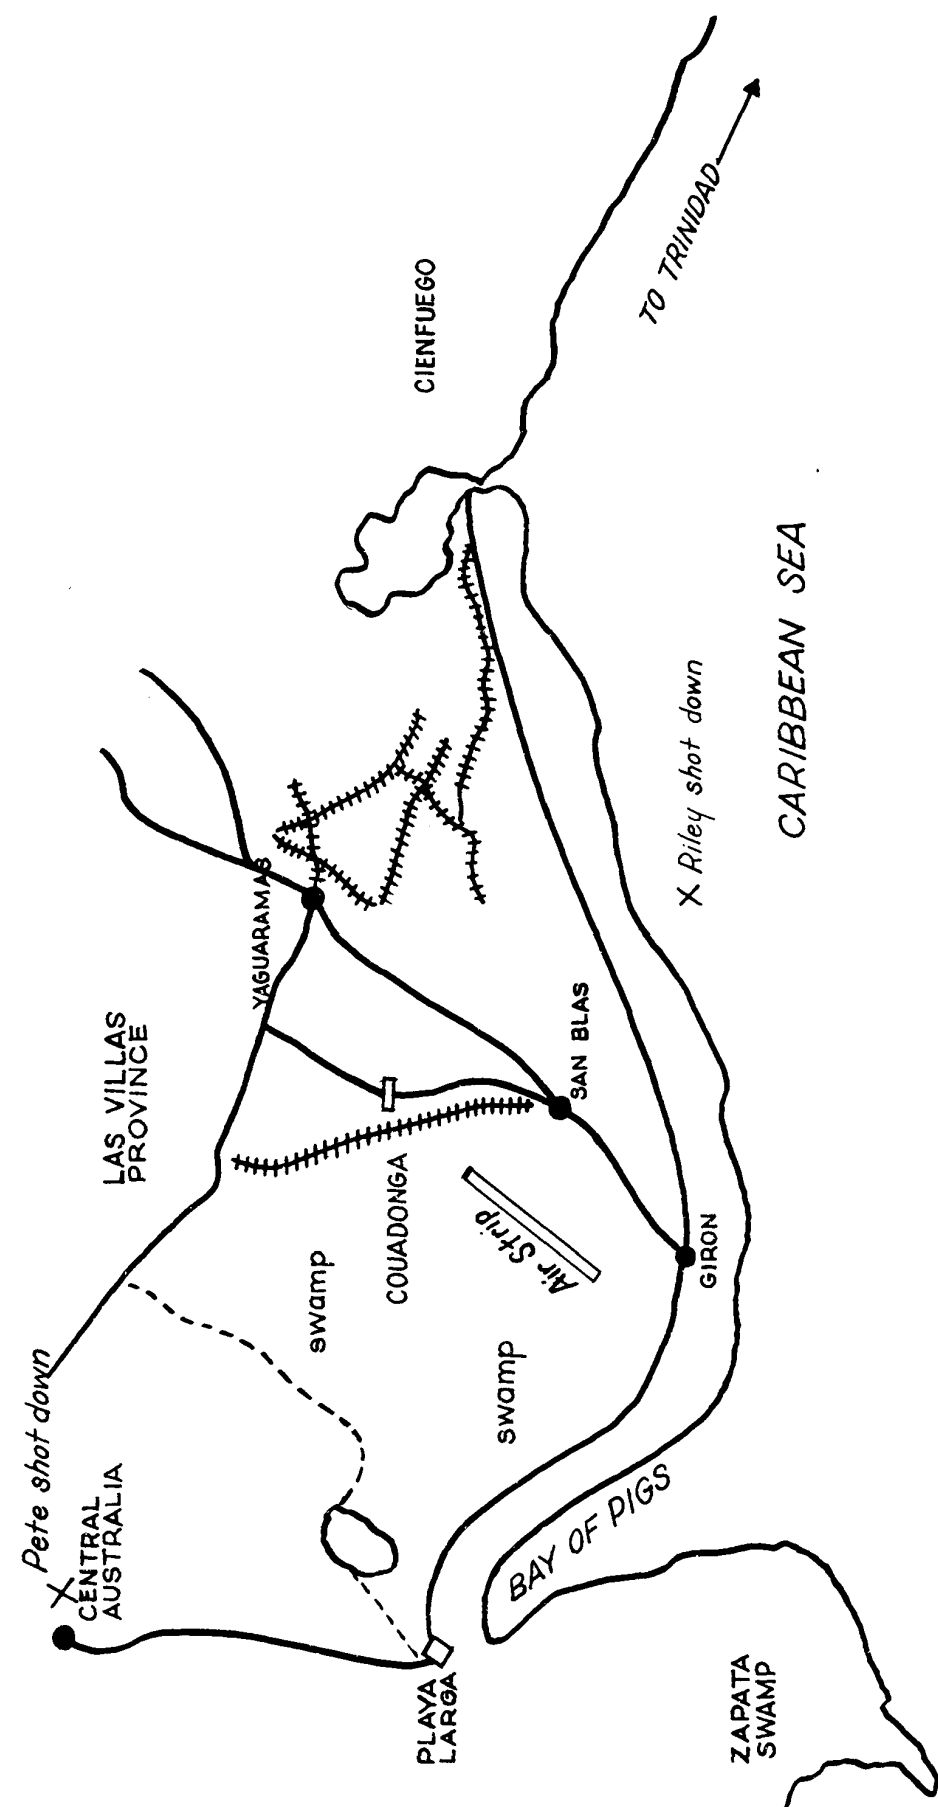 Pete shot down
CENTRAL
AUSTRALIA
LAS VILLAS
PROVINCE
YAGUARAMAS
CIENFUEGO
swamp
COUADONGA
PLAYA
LARGA
swamp
Air Strip
SAN BLAS
BAY OF PIGS
GIRON
X Riley shot down
TO TRINIDAD
ZAPATA
SWAMP
CARIBBEAN SEA